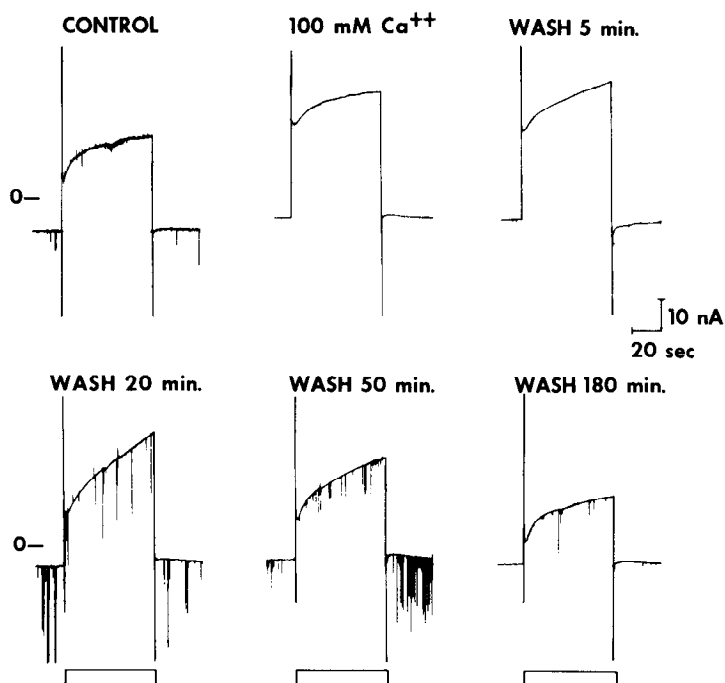 CONTROL
100 mM Ca++
WASH 5 min.
0—
10 nA
20 sec
WASH 20 min.
WASH 50 min.
WASH 180 min.
0—